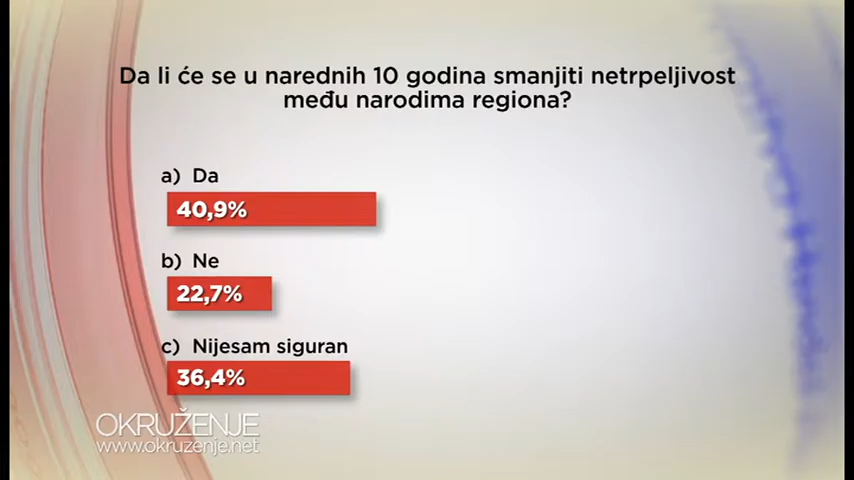 Da li će se u narednih 10 godina smanjiti netrpeljivost
među narodima regiona?
a) Da
40,9%
b) Ne
22,7%
c) Nijesam siguran
36,4%
OKRUŽENJE
www.okruzenje.net